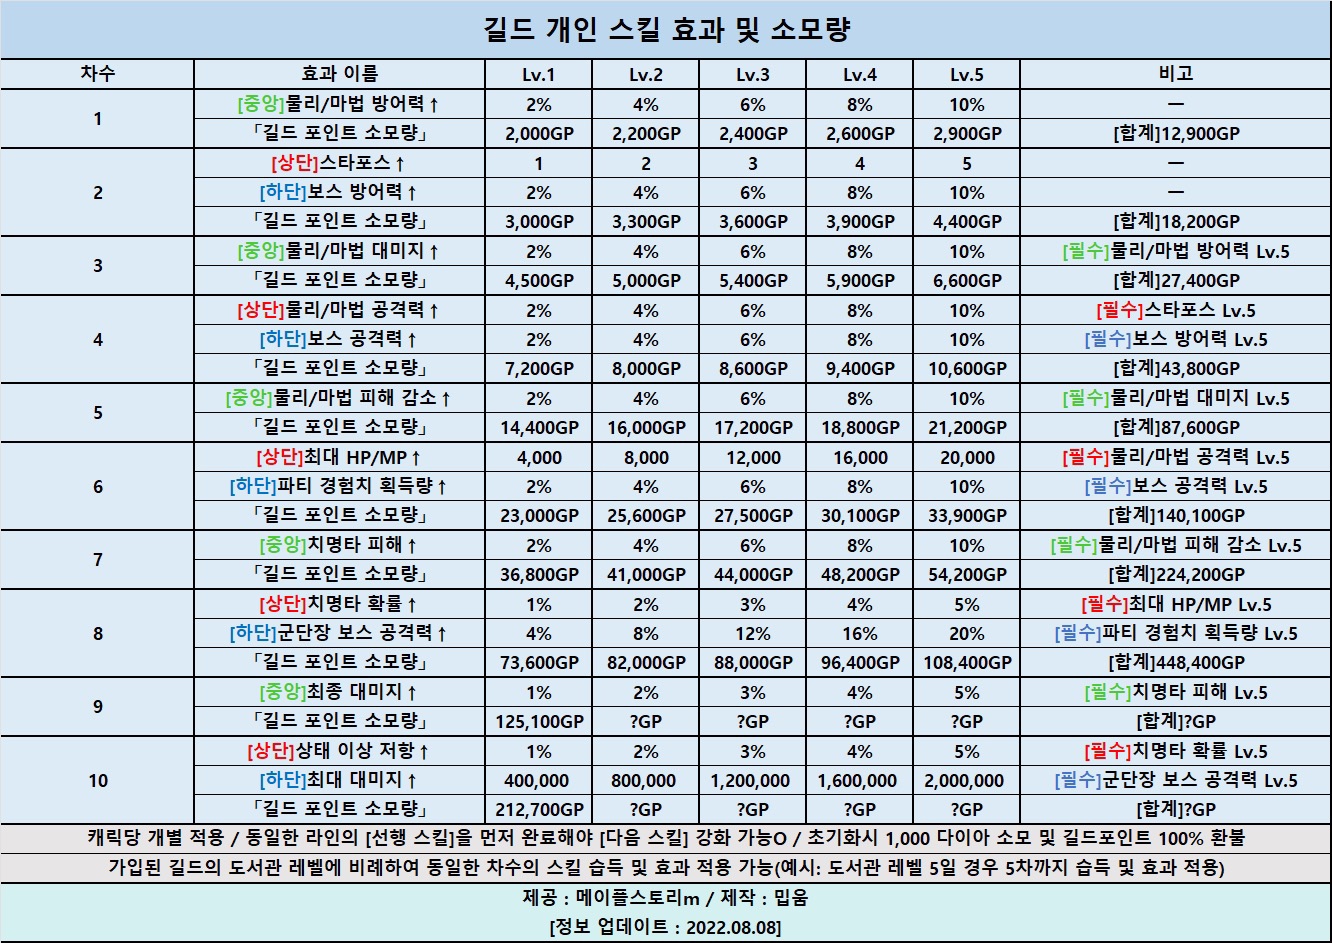 길드 개인 스킬 효과 및 소모량
차수 효과 이름 Lv.1 Lv.2 Lv.3 Lv.4 Lv.5 비고
1 [중앙]물리/마법 방어력↑ 2% 4% 6% 8% 10% ㅡ
「길드 포인트 소모량」 2,000GP 2,200GP 2,400GP 2,600GP 2,900GP [합계]12,900GP
2 [상단]스타포스↑ 1 2 3 4 5 ㅡ
[하단]보스 방어력↑ 2% 4% 6% 8% 10% ㅡ
「길드 포인트 소모량」 3,000GP 3,300GP 3,600GP 3,900GP 4,400GP [합계]18,200GP
3 [중앙]물리/마법 대미지↑ 2% 4% 6% 8% 10% [필수]물리/마법 방어력 Lv.5
「길드 포인트 소모량」 4,500GP 5,000GP 5,400GP 5,900GP 6,600GP [합계]27,400GP
4 [상단]물리/마법 공격력↑ 2% 4% 6% 8% 10% [필수]스타포스 Lv.5
[하단]보스 공격력↑ 2% 4% 6% 8% 10% [필수]보스 방어력 Lv.5
「길드 포인트 소모량」 7,200GP 8,000GP 8,600GP 9,400GP 10,600GP [합계]43,800GP
5 [중앙]물리/마법 피해 감소↑ 2% 4% 6% 8% 10% [필수]물리/마법 대미지 Lv.5
「길드 포인트 소모량」 14,400GP 16,000GP 17,200GP 18,800GP 21,200GP [합계]87,600GP
6 [상단]최대 HP/MP↑ 4,000 8,000 12,000 16,000 20,000 [필수]물리/마법 공격력 Lv.5
[하단]파티 경험치 획득량↑ 2% 4% 6% 8% 10% [필수]보스 공격력 Lv.5
「길드 포인트 소모량」 23,000GP 25,600GP 27,500GP 30,100GP 33,900GP [합계]140,100GP
7 [중앙]치명타 피해↑ 2% 4% 6% 8% 10% [필수]물리/마법 피해 감소 Lv.5
「길드 포인트 소모량」 36,800GP 41,000GP 44,000GP 48,200GP 54,200GP [합계]224,200GP
8 [상단]치명타 확률↑ 1% 2% 3% 4% 5% [필수]최대 HP/MP Lv.5
[하단]군단장 보스 공격력↑ 4% 8% 12% 16% 20% [필수]파티 경험치 획득량 Lv.5
「길드 포인트 소모량」 73,600GP 82,000GP 88,000GP 96,400GP 108,400GP [합계]448,400GP
9 [중앙]최종 대미지↑ 1% 2% 3% 4% 5% [필수]치명타 피해 Lv.5
「길드 포인트 소모량」 125,100GP ?GP ?GP ?GP ?GP [합계]?GP
10 [상단]상태 이상 저항↑ 1% 2% 3% 4% 5% [필수]치명타 확률 Lv.5
[하단]최대 대미지↑ 400,000 800,000 1,200,000 1,600,000 2,000,000 [필수]군단장 보스 공격력 Lv.5
「길드 포인트 소모량」 212,700GP ?GP ?GP ?GP ?GP [합계]?GP
캐릭당 개별 적용 / 동일한 라인의 [선행 스킬]을 먼저 완료해야 [다음 스킬] 강화 가능O / 초기화시 1,000 다이아 소모 및 길드포인트 100% 환불
가입된 길드의 도서관 레벨에 비례하여 동일한 차수의 스킬 습득 및 효과 적용 가능(예시: 도서관 레벨 5일 경우 5차까지 습득 및 효과 적용)
제공 : 메이플스토리m / 제작 : 밉움
[정보 업데이트 : 2022.08.08]